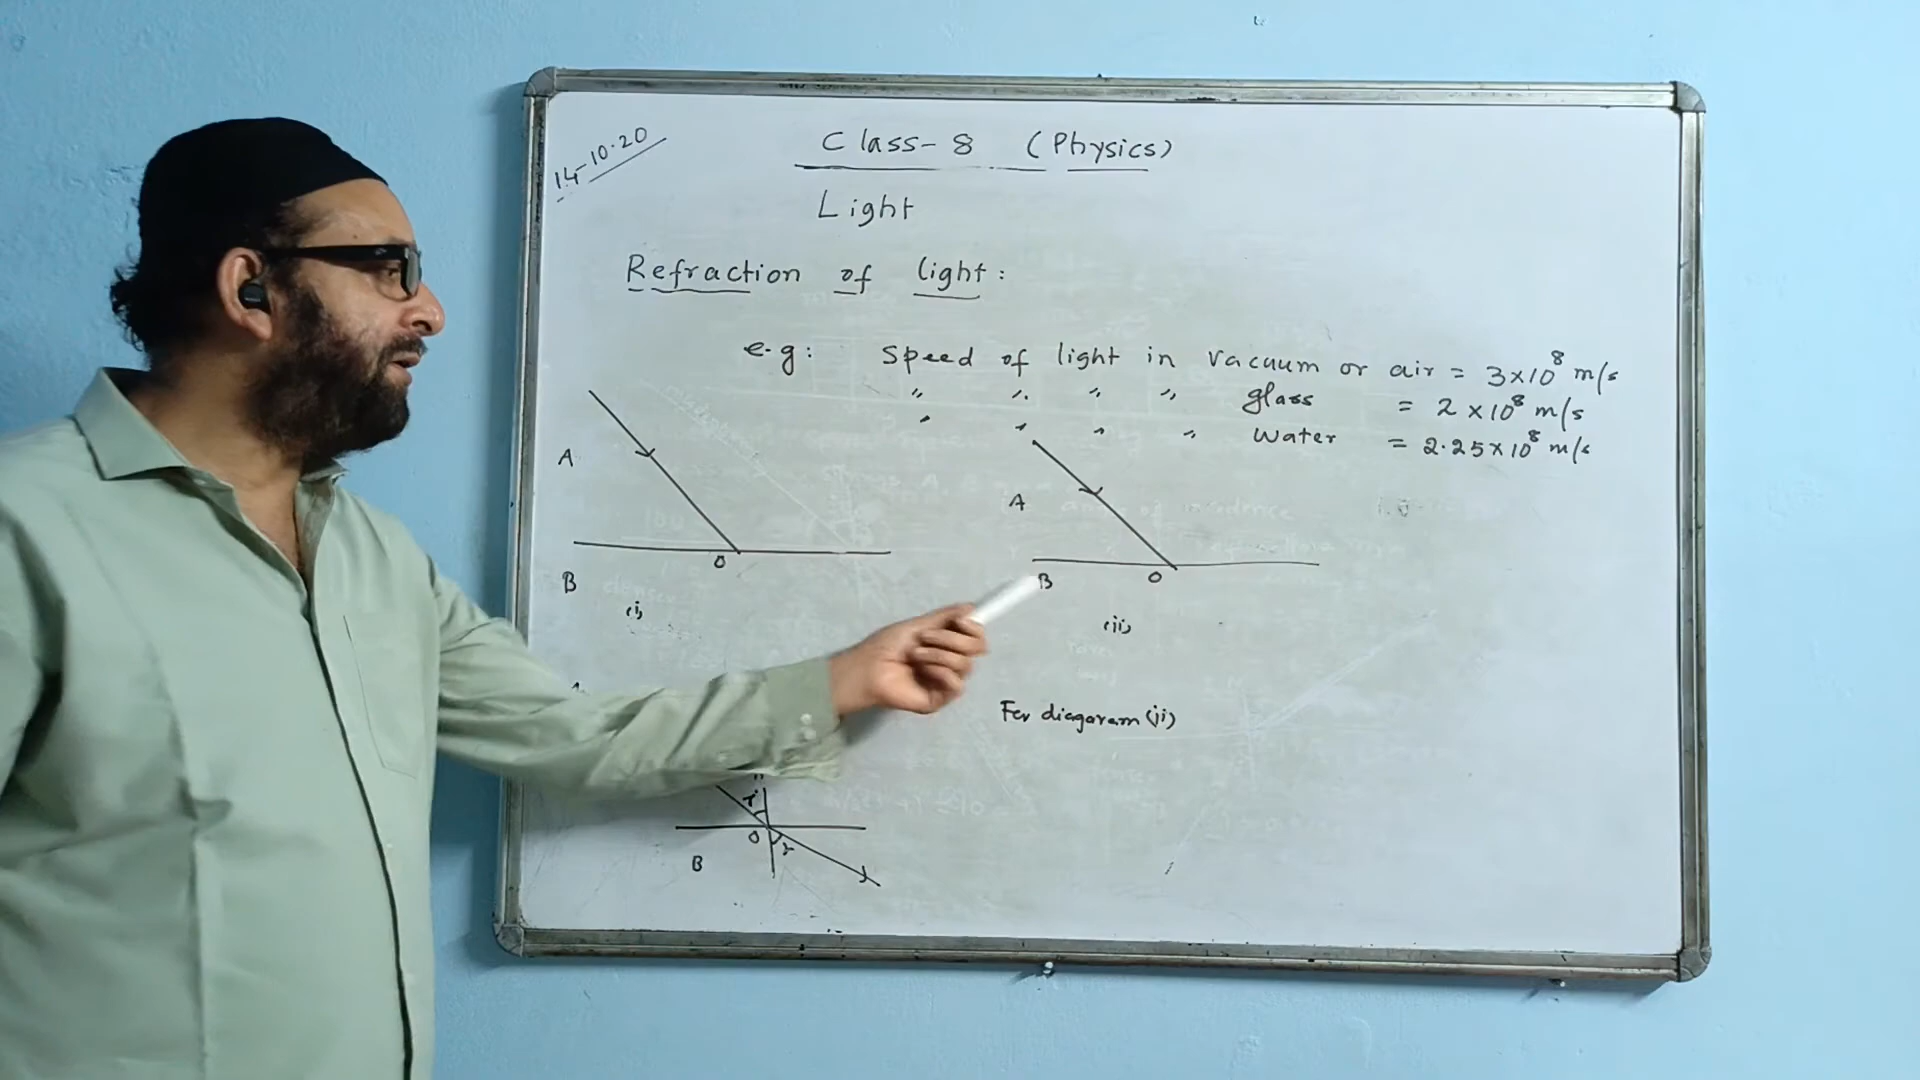 14-10-20
Class-8 (Physics)
Light
Refraction of light:
e.g: Speed of light in vacuum or air = 3×10⁸ m/s
" " " " glass = 2×10⁸ m/s
" " " " water = 2.25×10⁸ m/s
A
B
O
(i)
A
B
O
(ii)
For diagaram (ii)
i
O
r
B